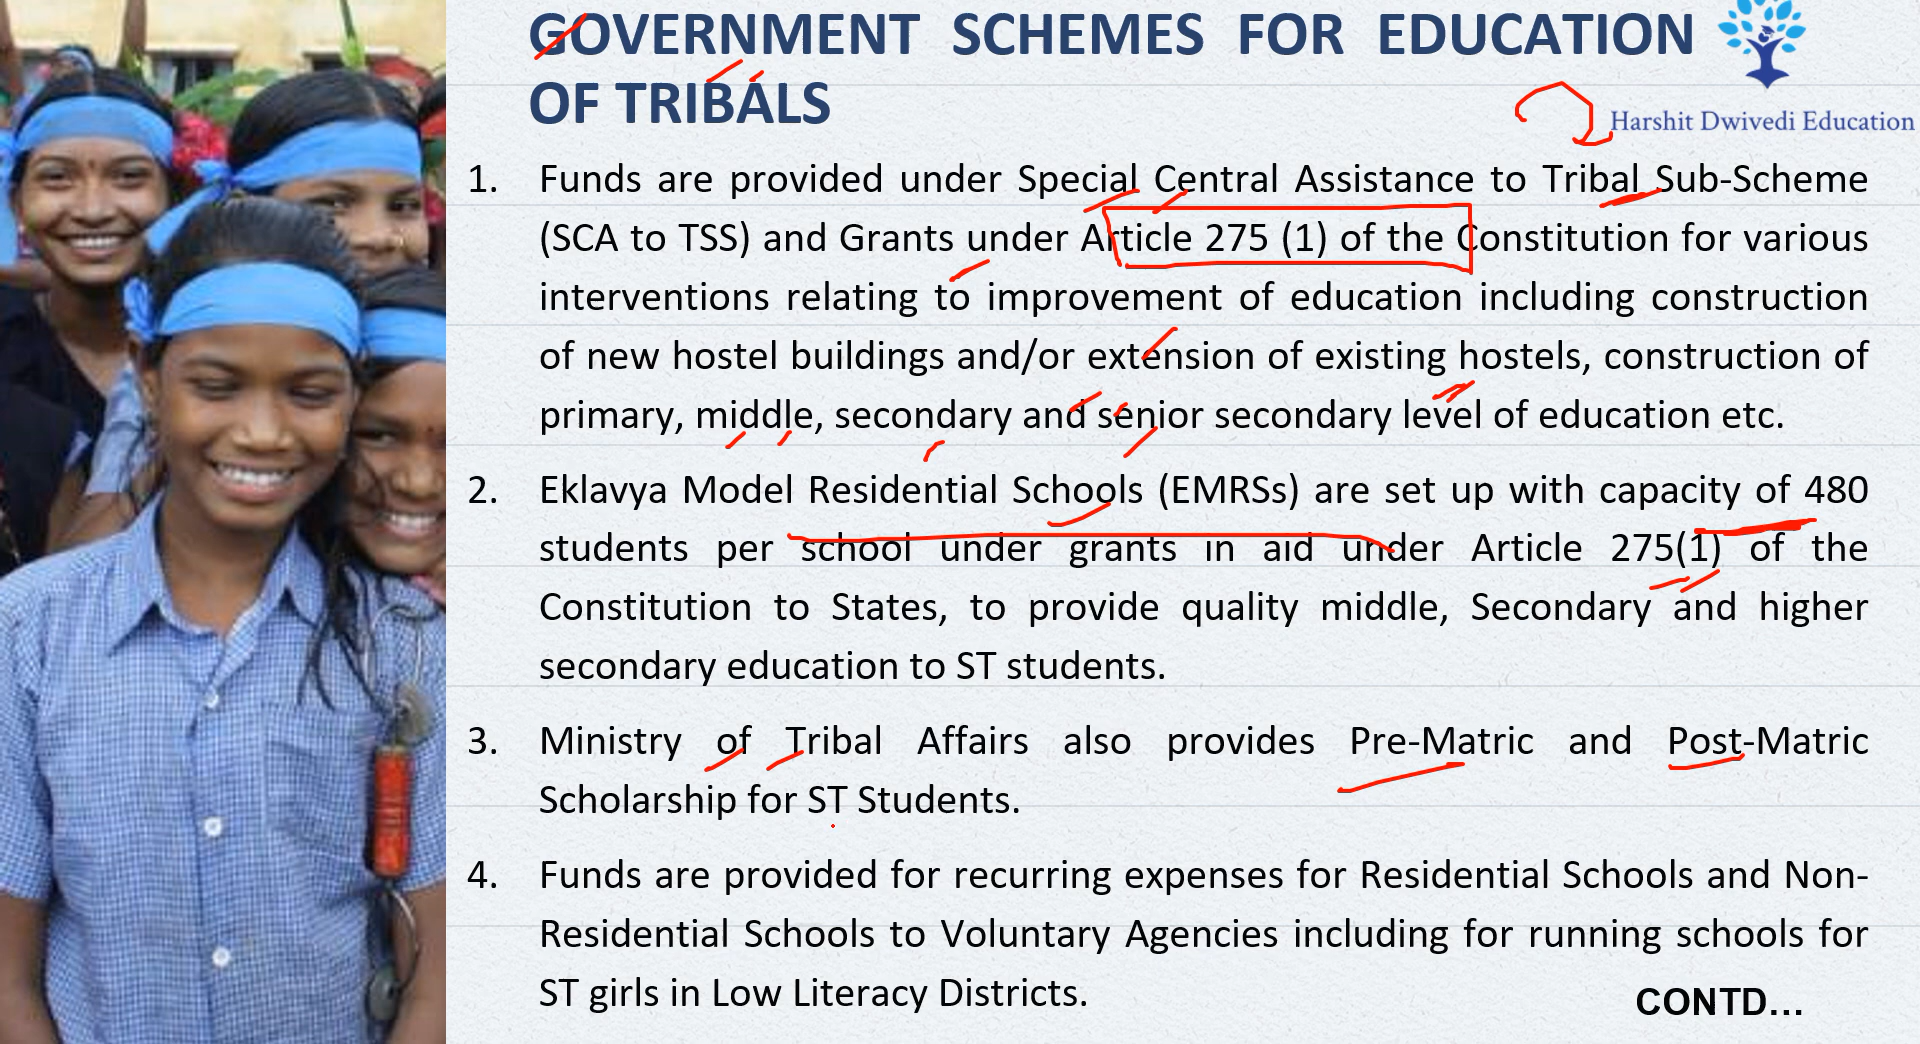 GOVERNMENT SCHEMES FOR EDUCATION
OF TRIBALS
Harshit Dwivedi Education
1. Funds are provided under Special Central Assistance to Tribal Sub-Scheme
(SCA to TSS) and Grants under Article 275 (1) of the Constitution for various
interventions relating to improvement of education including construction
of new hostel buildings and/or extension of existing hostels, construction of
primary, middle, secondary and senior secondary level of education etc.
2. Eklavya Model Residential Schools (EMRSs) are set up with capacity of 480
students per school under grants in aid under Article 275(1) of the
Constitution to States, to provide quality middle, Secondary and higher
secondary education to ST students.
3. Ministry of Tribal Affairs also provides Pre-Matric and Post-Matric
Scholarship for ST Students.
4. Funds are provided for recurring expenses for Residential Schools and Non-
Residential Schools to Voluntary Agencies including for running schools for
ST girls in Low Literacy Districts.
CONTD...